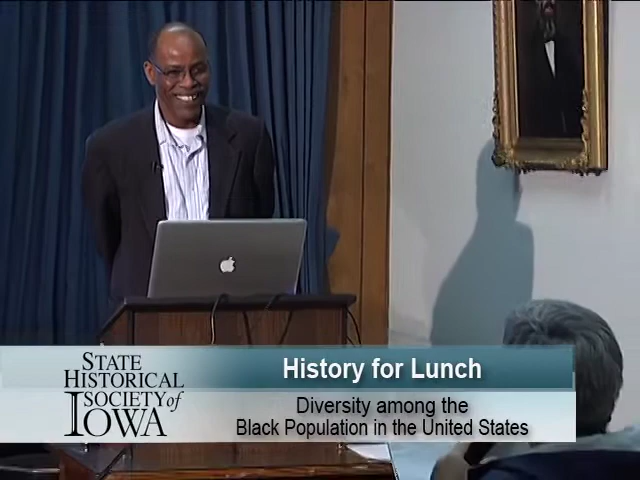 History for Lunch
STATE
HISTORICAL
SOCIETY of
IOWA
Diversity among the
Black Population in the United States